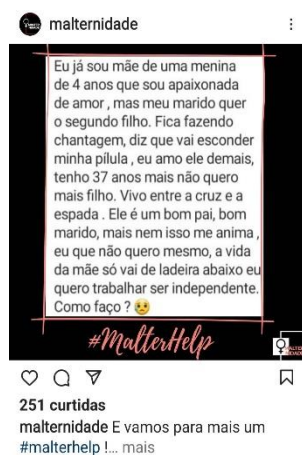 malternidade
Eu já sou mãe de uma menina
de 4 anos que sou apaixonada
de amor , mas meu marido quer
o segundo filho. Fica fazendo
chantagem, diz que vai esconder
minha pílula , eu amo ele demais,
tenho 37 anos mais não quero
mais filho. Vivo entre a cruz e a
espada . Ele é um bom pai, bom
marido, mais nem isso me anima ,
eu que não quero mesmo, a vida
da mãe só vai de ladeira abaixo eu
quero trabalhar ser independente.
Como faço ? 😢
#MalterHelp
251 curtidas
malternidade E vamos para mais um
#malterhelp !... mais